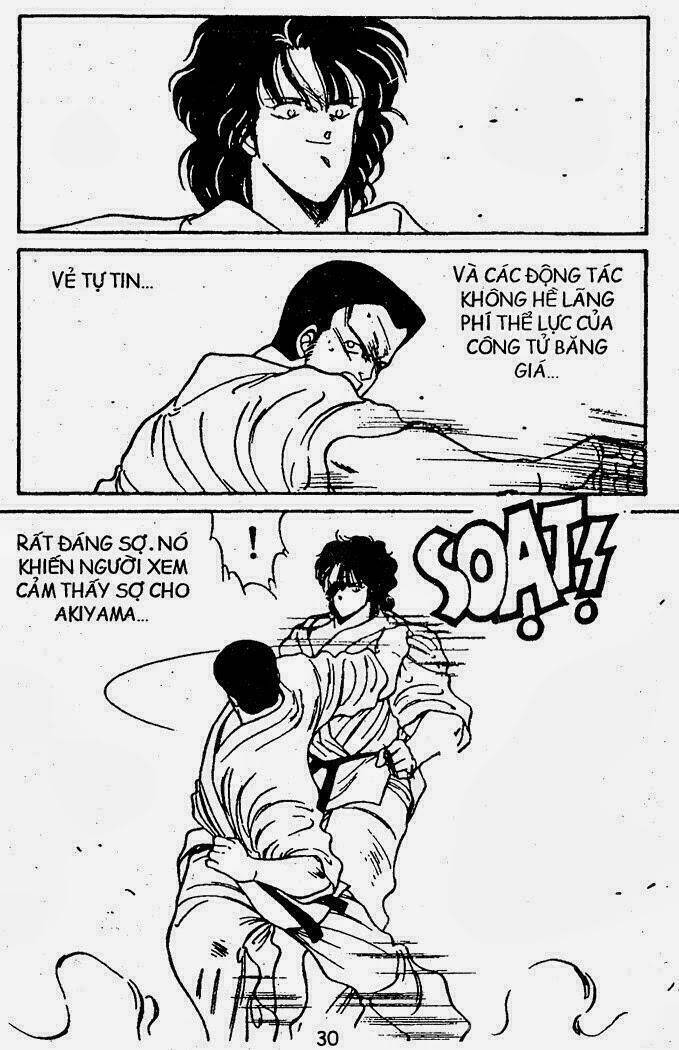 VẺ TỰ TIN...
VÀ CÁC ĐỘNG TÁC
KHÔNG HỀ LÃNG
PHÍ THỂ LỰC CỦA
CÔNG TỬ BĂNG
GIÁ...
RẤT ĐÁNG SỢ. NÓ
KHIẾN NGƯỜI XEM
CẢM THẤY SỢ CHO
AKIYAMA...
!
SOẠT!!
30